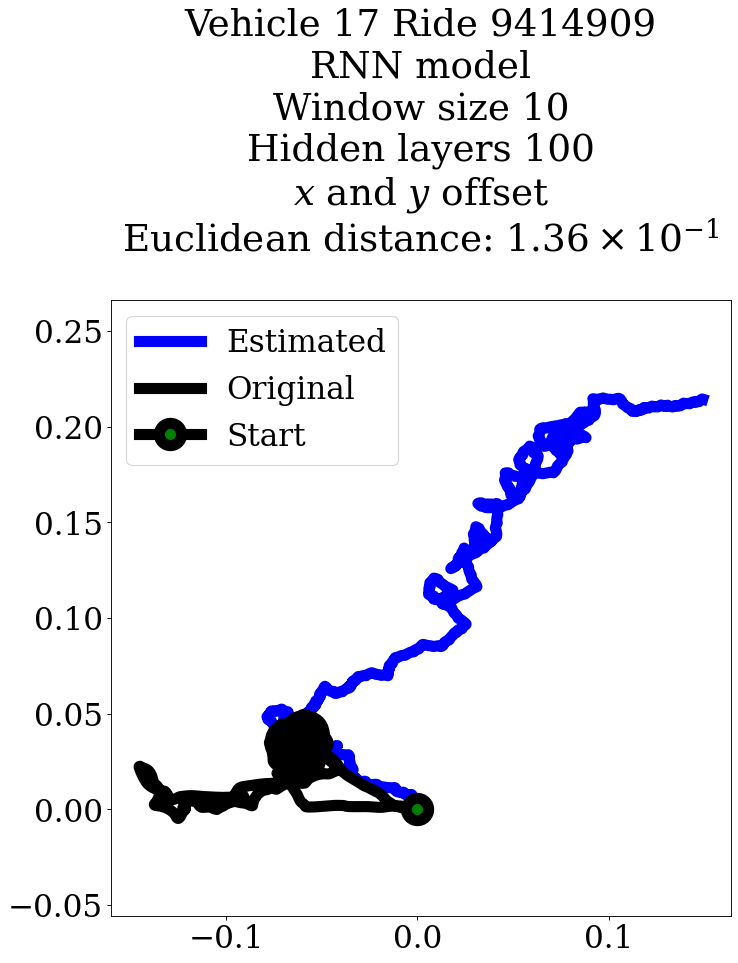 Vehicle 17 Ride 9414909
RNN model
Window size 10
Hidden layers 100
x and y offset
Euclidean distance: 1.36 × 10⁻¹
Estimated
Original
Start
0.25
0.20
0.15
0.10
0.05
0.00
−0.05
−0.1
0.0
0.1